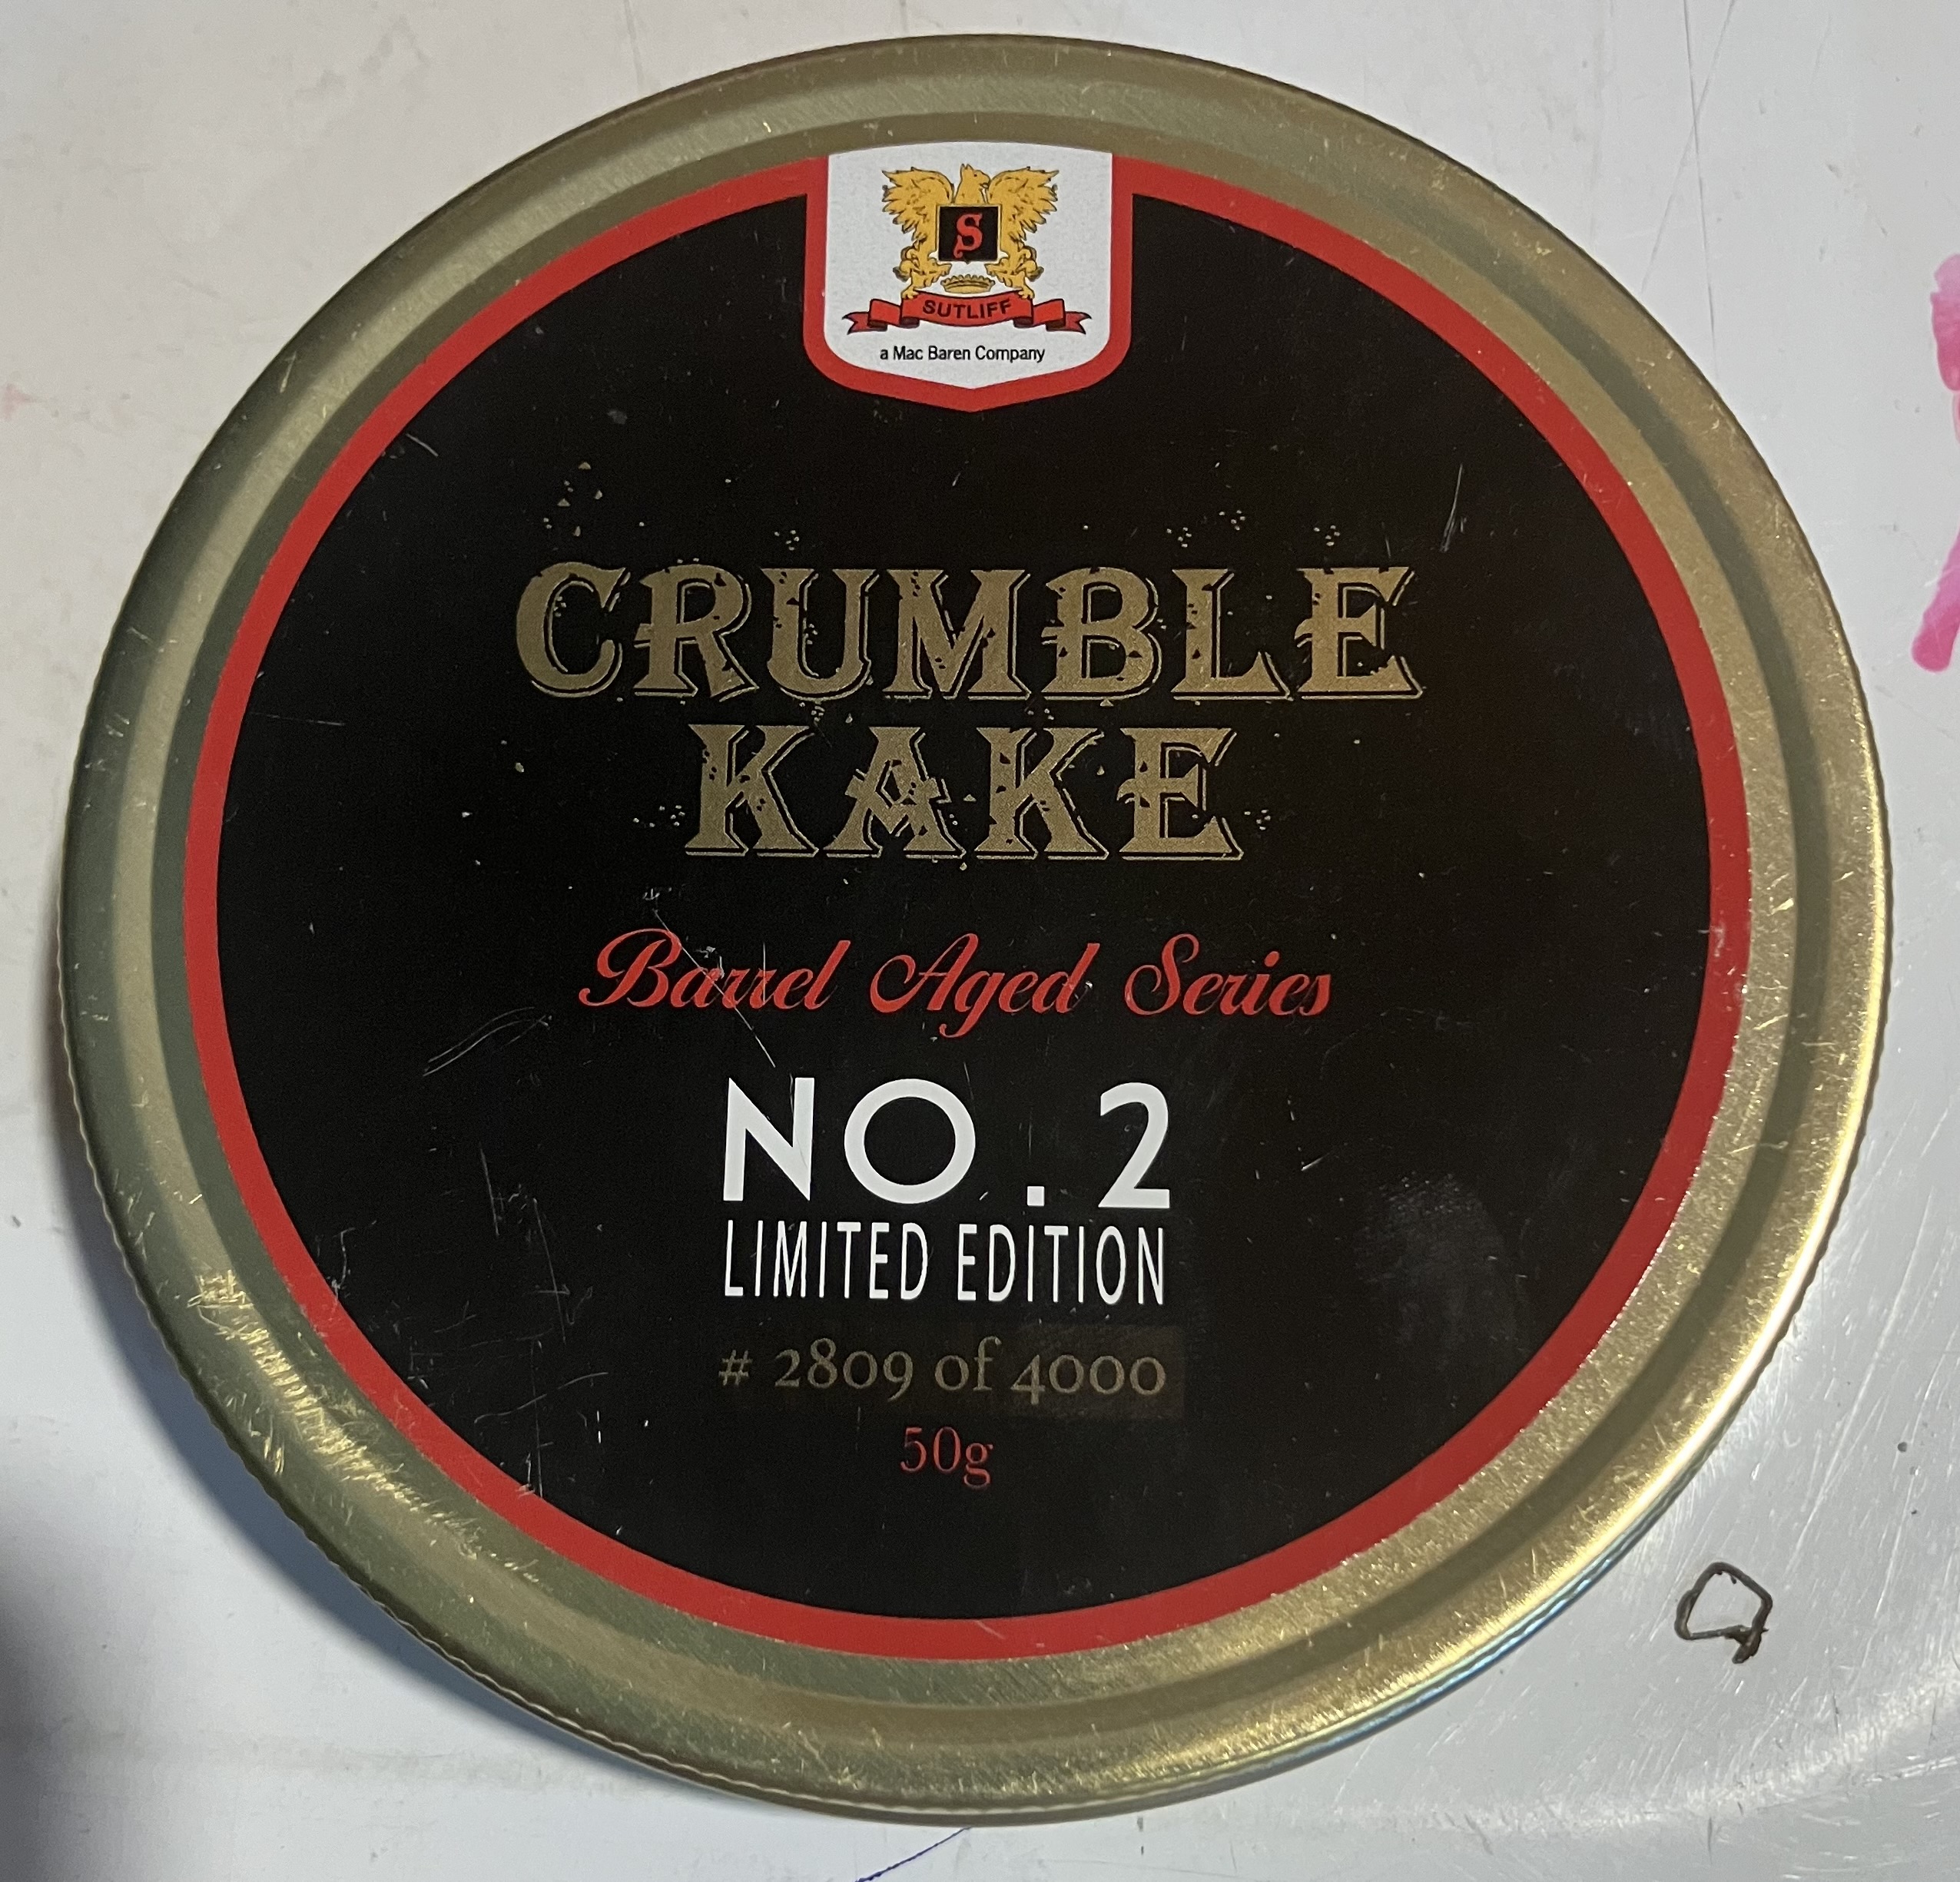 S
SUTLIFF
a Mac Baren Company
CRUMBLE
KAKE
Barrel Aged Series
NO.2
LIMITED EDITION
# 2809 of 4000
50g